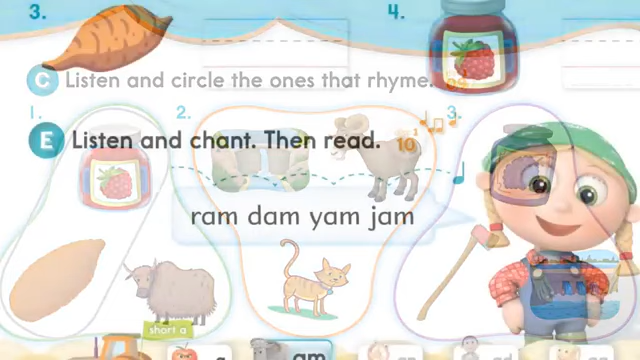 3.
4.
C Listen and circle the ones that rhyme.
1.
2.
3.
E Listen and chant. Then read. 10
ram dam yam jam
short a
am